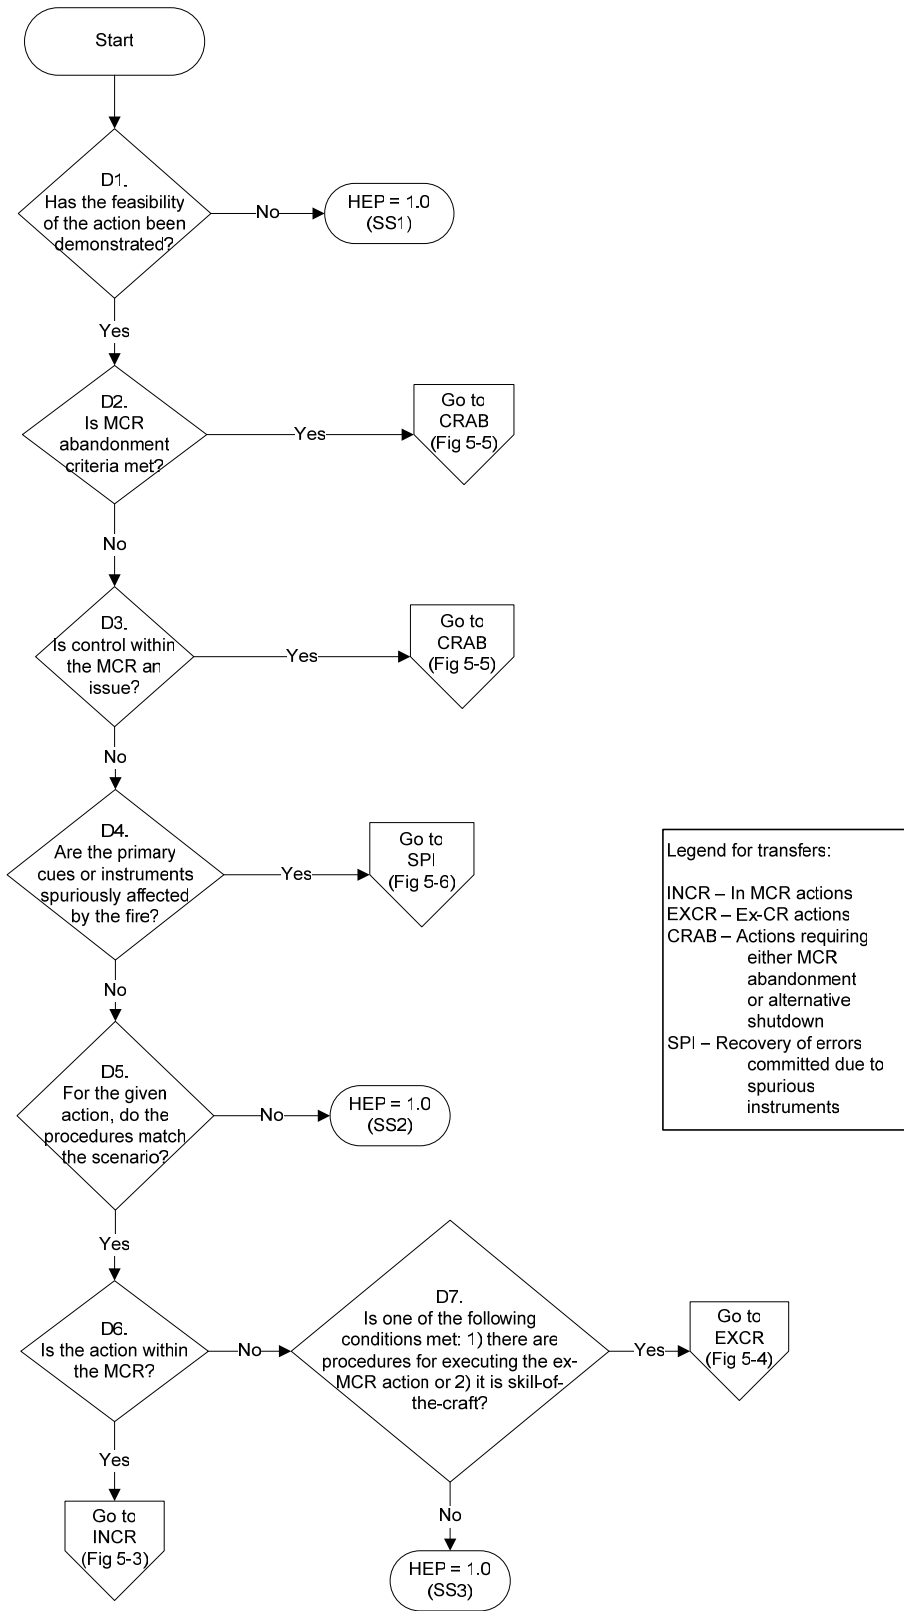 Start
D1.
Has the feasibility
of the action been
demonstrated?
No
HEP = 1.0
(SS1)
Yes
D2.
Is MCR
abandonment
criteria met?
Yes
Go to
CRAB
(Fig 5-5)
No
D3.
Is control within
the MCR an
issue?
Yes
Go to
CRAB
(Fig 5-5)
No
D4.
Are the primary
cues or instruments
spuriously affected
by the fire?
Yes
Go to
SPI
(Fig 5-6)
No
Legend for transfers:
INCR – In MCR actions
EXCR – Ex-CR actions
CRAB – Actions requiring
either MCR
abandonment
or alternative
shutdown
SPI – Recovery of errors
committed due to
spurious
instruments
D5.
For the given
action, do the
procedures match
the scenario?
No
HEP = 1.0
(SS2)
Yes
D6.
Is the action within
the MCR?
No
D7.
Is one of the following
conditions met: 1) there are
procedures for executing the ex-
MCR action or 2) it is skill-of-
the-craft?
Yes
Go to
EXCR
(Fig 5-4)
Yes
Go to
INCR
(Fig 5-3)
No
HEP = 1.0
(SS3)